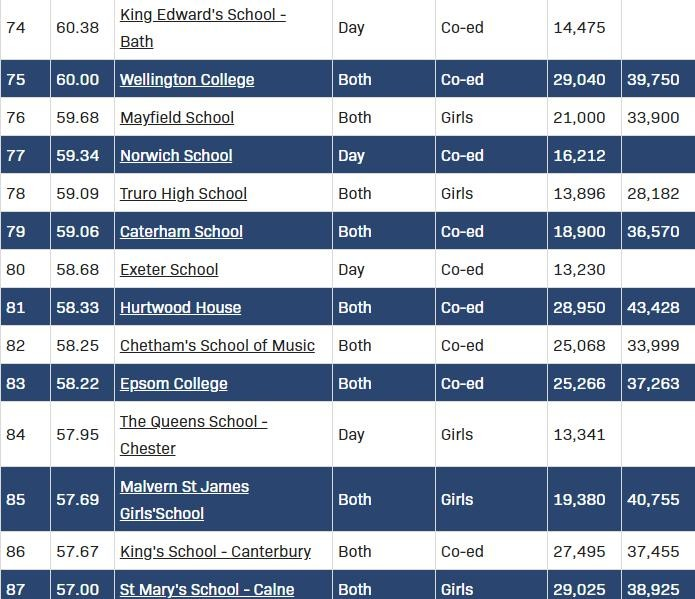 74 60.38 King Edward's School - Bath Day Co-ed 14,475
75 60.00 Wellington College Both Co-ed 29,040 39,750
76 59.68 Mayfield School Both Girls 21,000 33,900
77 59.34 Norwich School Day Co-ed 16,212
78 59.09 Truro High School Both Girls 13,896 28,182
79 59.06 Caterham School Both Co-ed 18,900 36,570
80 58.68 Exeter School Day Co-ed 13,230
81 58.33 Hurtwood House Both Co-ed 28,950 43,428
82 58.25 Chetham's School of Music Both Co-ed 25,068 33,999
83 58.22 Epsom College Both Co-ed 25,266 37,263
84 57.95 The Queens School - Chester Day Girls 13,341
85 57.69 Malvern St James Girls'School Both Girls 19,380 40,755
86 57.67 King's School - Canterbury Both Co-ed 27,495 37,455
87 57.00 St Mary's School - Calne Both Girls 29,025 38,925